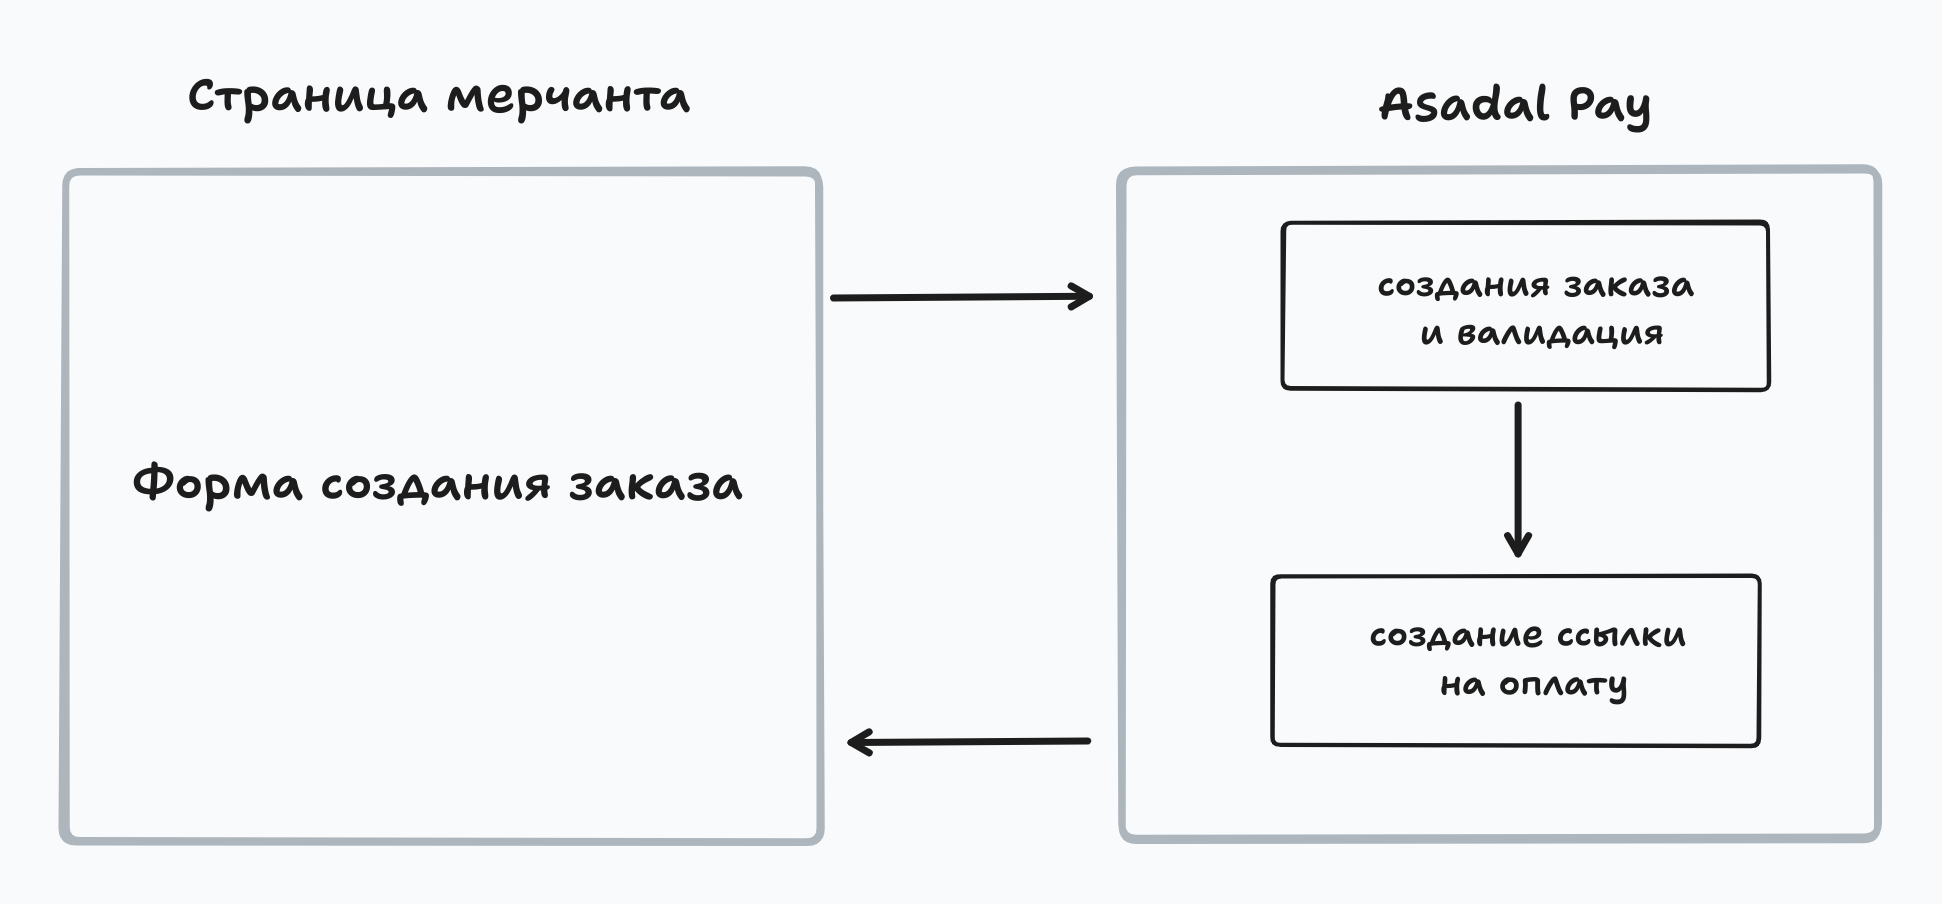 Страница мерчанта
Asadal Pay
Форма создания заказа
создания заказа
и валидация
создание ссылки
на оплату